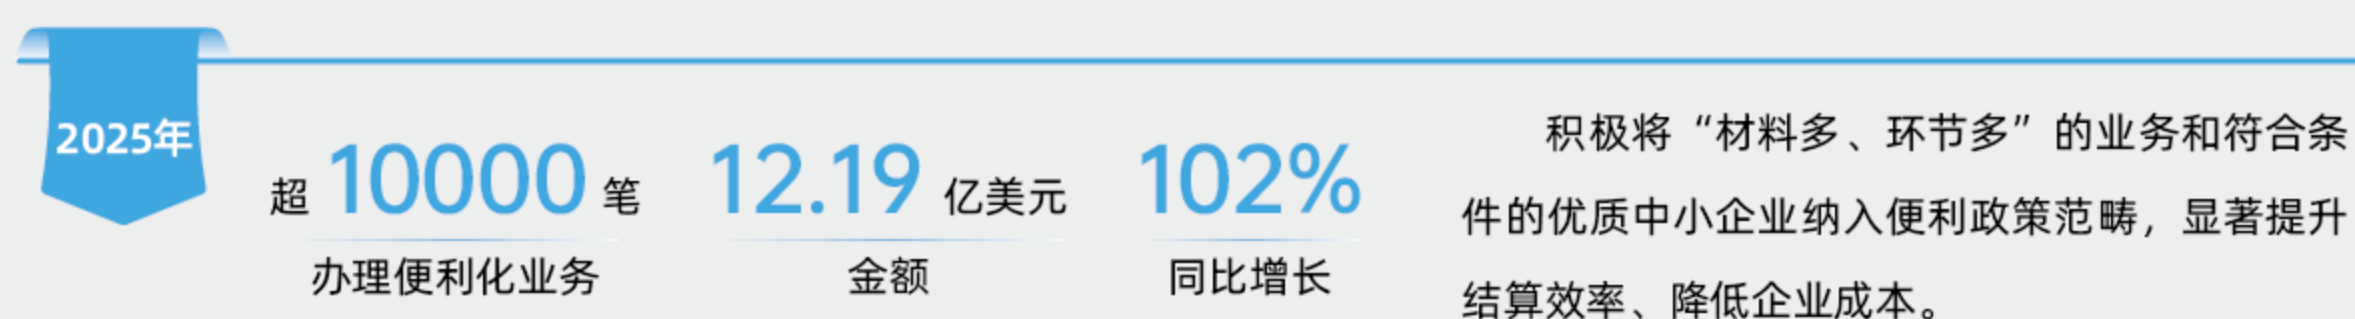 2025年
超 10000 笔
办理便利化业务
12.19 亿美元
金额
102%
同比增长
积极将“材料多、环节多”的业务和符合条
件的优质中小企业纳入便利政策范畴，显著提升
结算效率、降低企业成本。